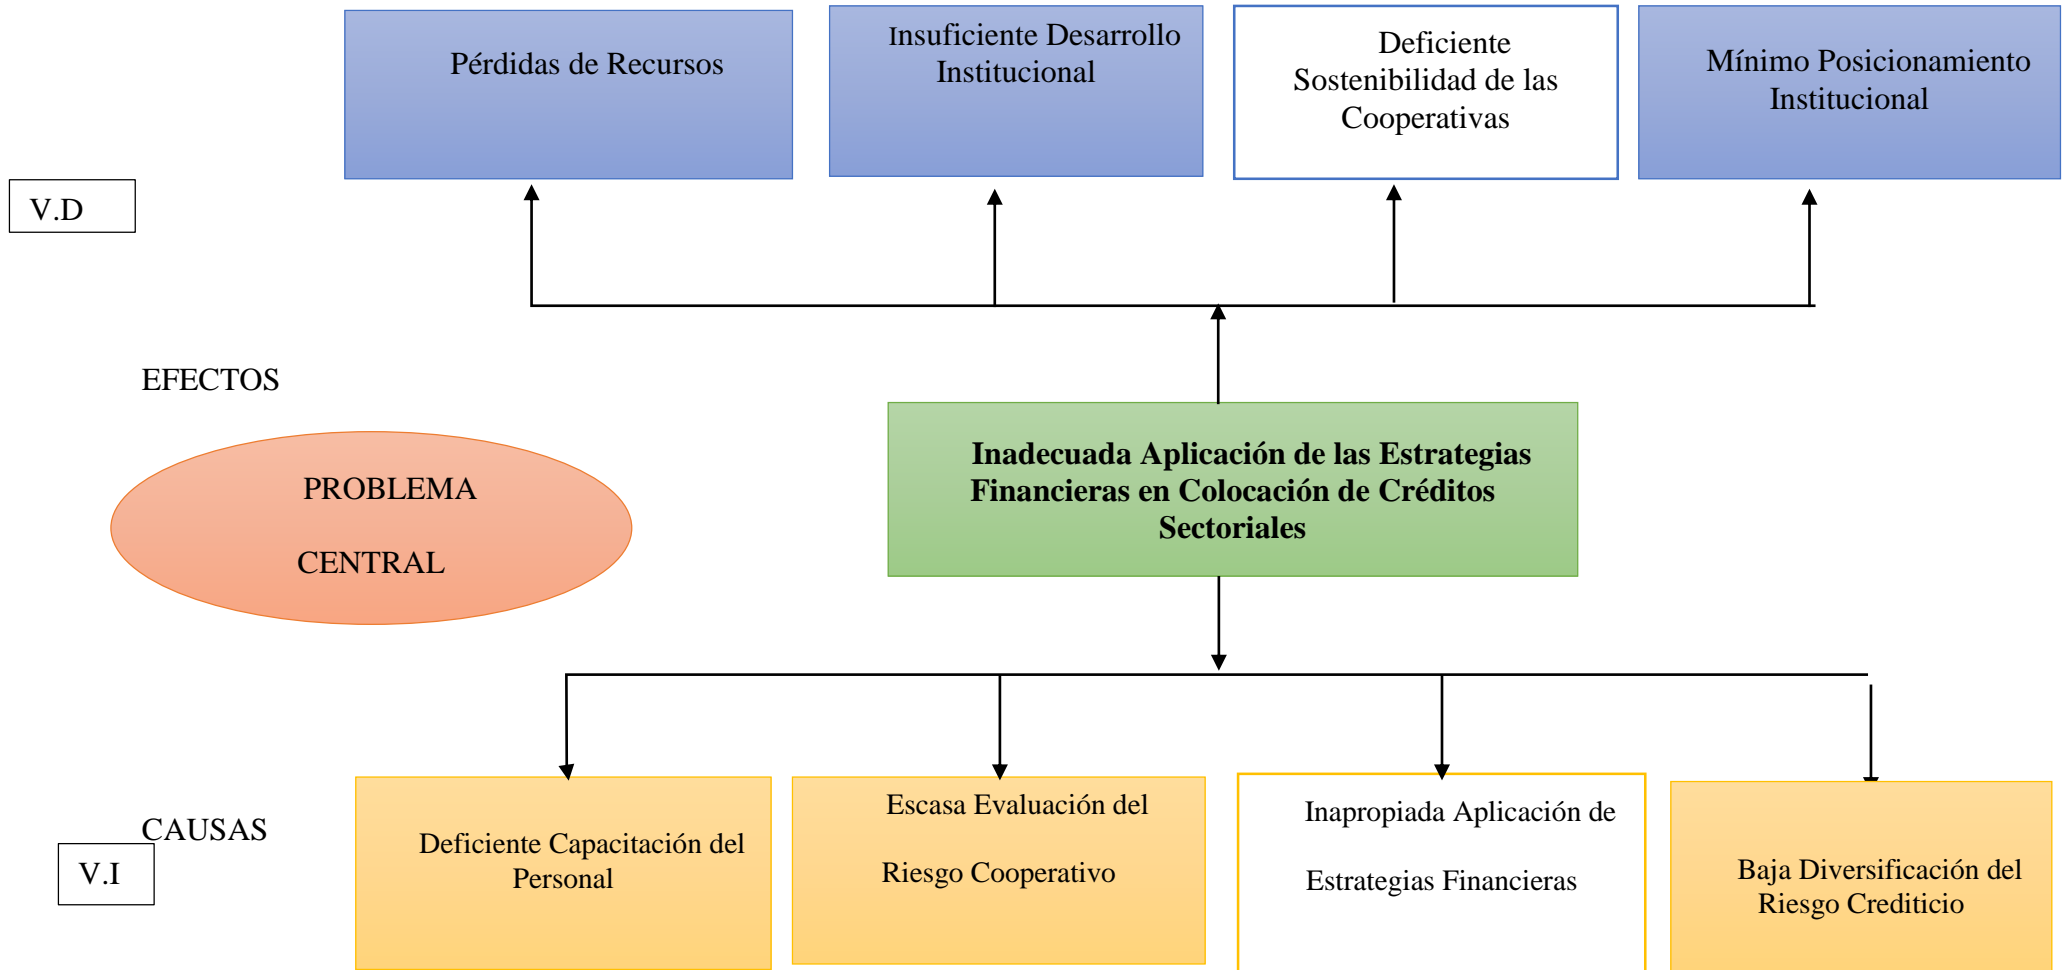 Pérdidas de Recursos
Insuficiente Desarrollo
Institucional
Deficiente
Sostenibilidad de las
Cooperativas
Mínimo Posicionamiento
Institucional
V.D
EFECTOS
PROBLEMA
CENTRAL
Inadecuada Aplicación de las Estrategias
Financieras en Colocación de Créditos
Sectoriales
CAUSAS
V.I
Deficiente Capacitación del
Personal
Escasa Evaluación del
Riesgo Cooperativo
Inapropiada Aplicación de
Estrategias Financieras
Baja Diversificación del
Riesgo Crediticio